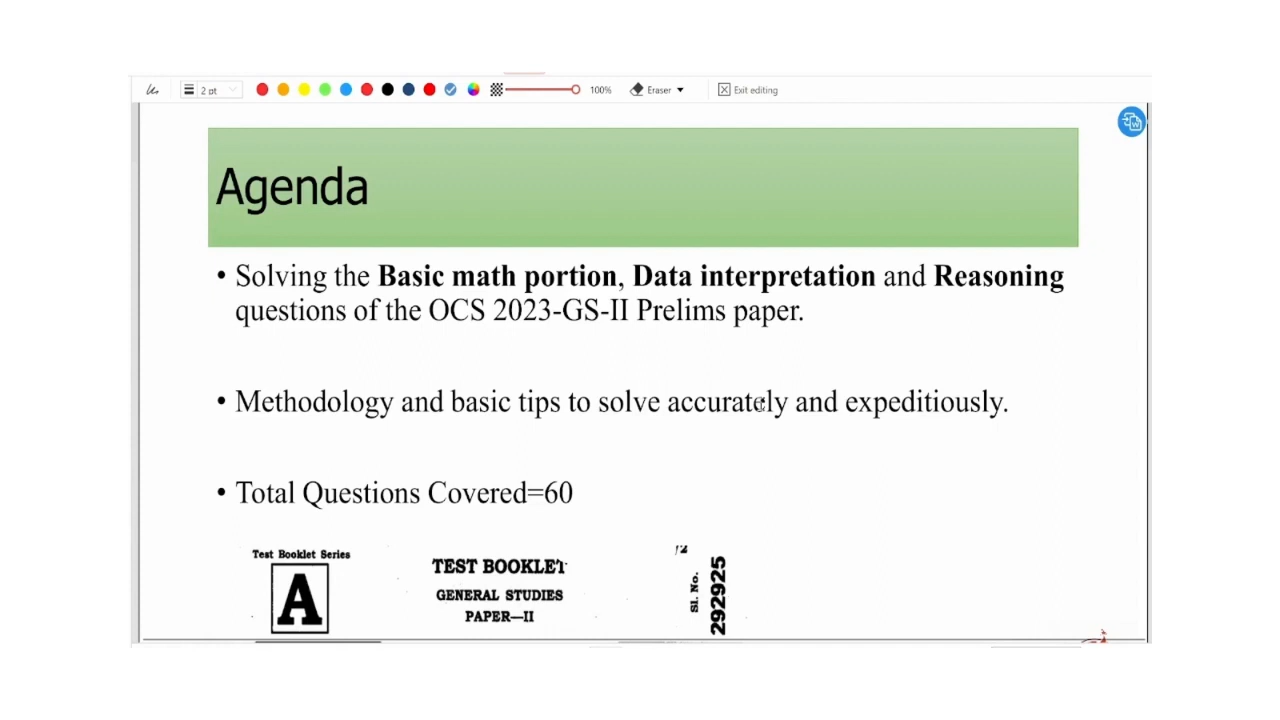 2 pt
100%
Eraser
Exit editing
Agenda
• Solving the Basic math portion, Data interpretation and Reasoning
questions of the OCS 2023-GS-II Prelims paper.
• Methodology and basic tips to solve accurately and expeditiously.
• Total Questions Covered=60
Test Booklet Series
A
TEST BOOKLET
GENERAL STUDIES
PAPER—II
Sl. No.
292925